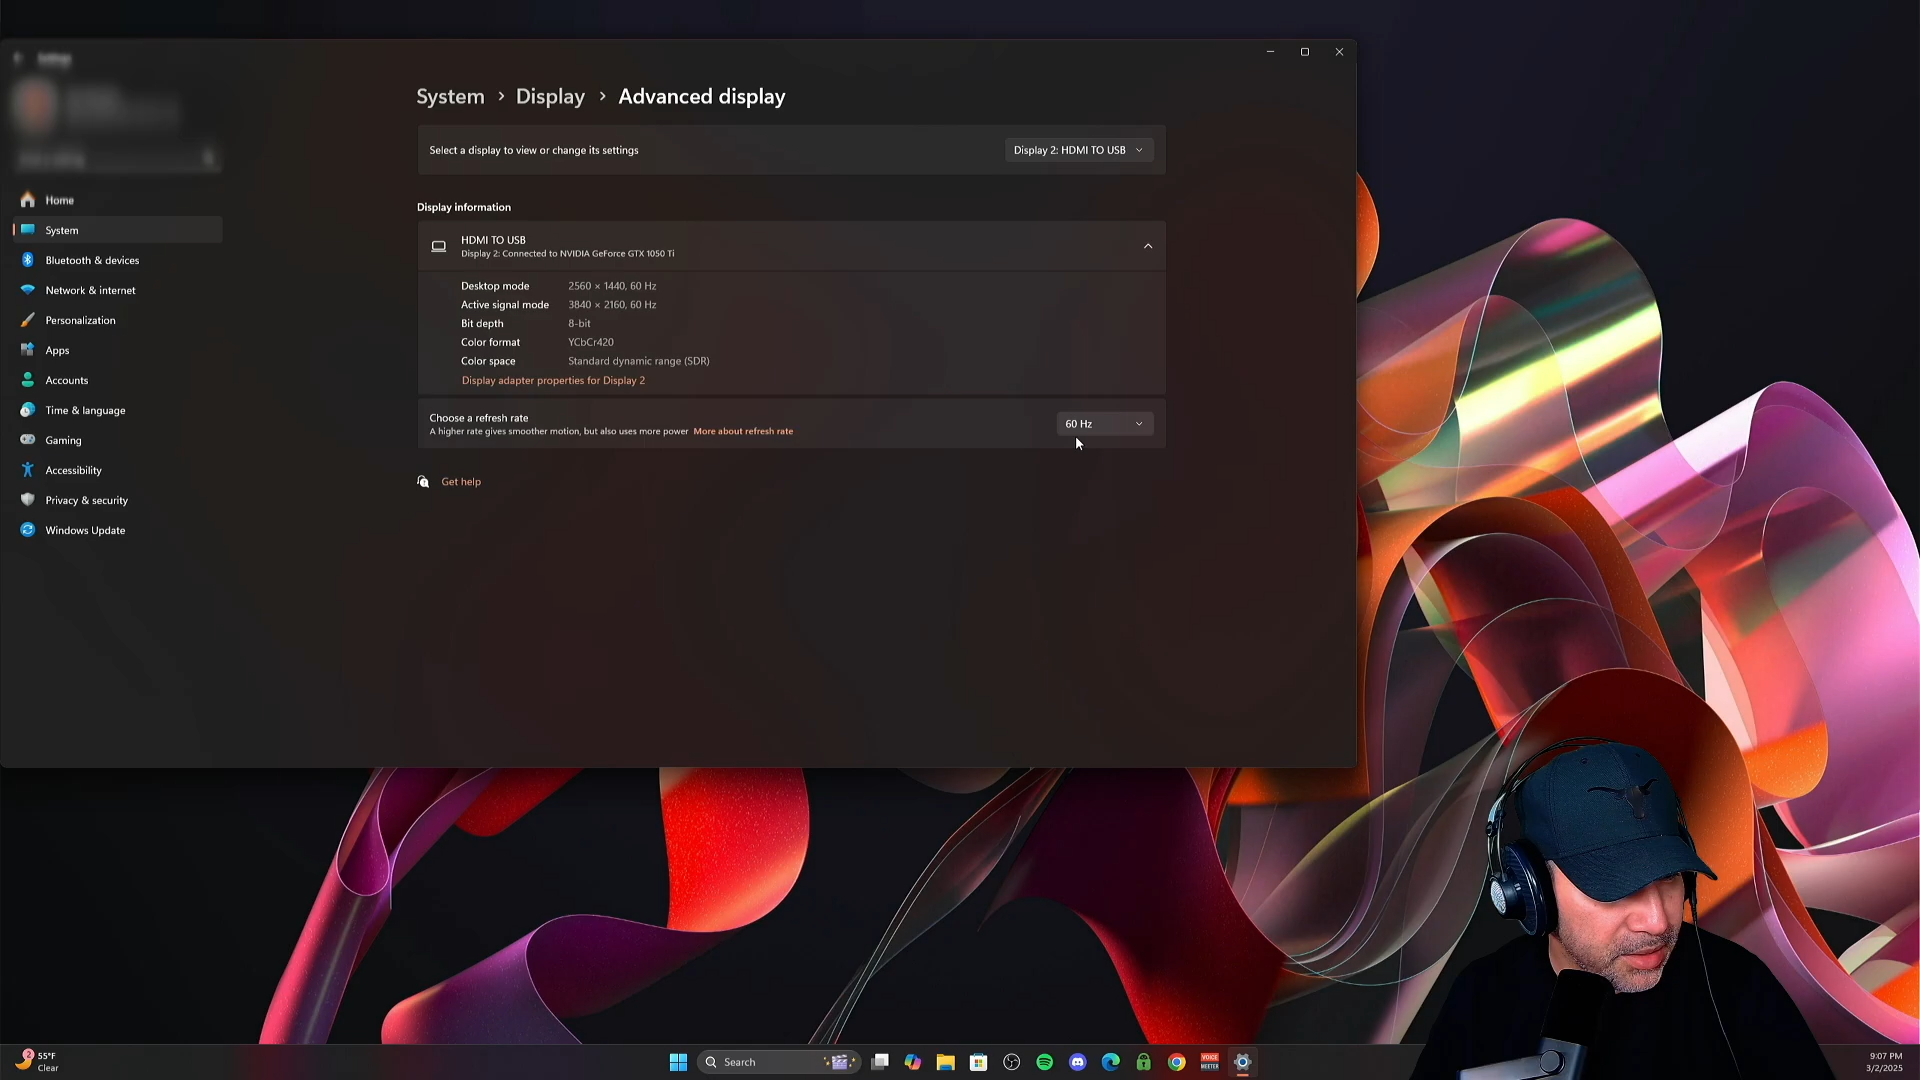 System > Display > Advanced display
Select a display to view or change its settings
Display 2: HDMI TO USB
Display information
HDMI TO USB
Display 2: Connected to NVIDIA GeForce GTX 1050 Ti
Desktop mode 2560 × 1440, 60 Hz
Active signal mode 3840 × 2160, 60 Hz
Bit depth 8-bit
Color format YCbCr420
Color space Standard dynamic range (SDR)
Display adapter properties for Display 2
Choose a refresh rate
A higher rate gives smoother motion, but also uses more power More about refresh rate
60 Hz
Get help
Home
System
Bluetooth & devices
Network & internet
Personalization
Apps
Accounts
Time & language
Gaming
Accessibility
Privacy & security
Windows Update
2
55°F
Clear
Search
VOICE
MEETER
9:07 PM
3/2/2025